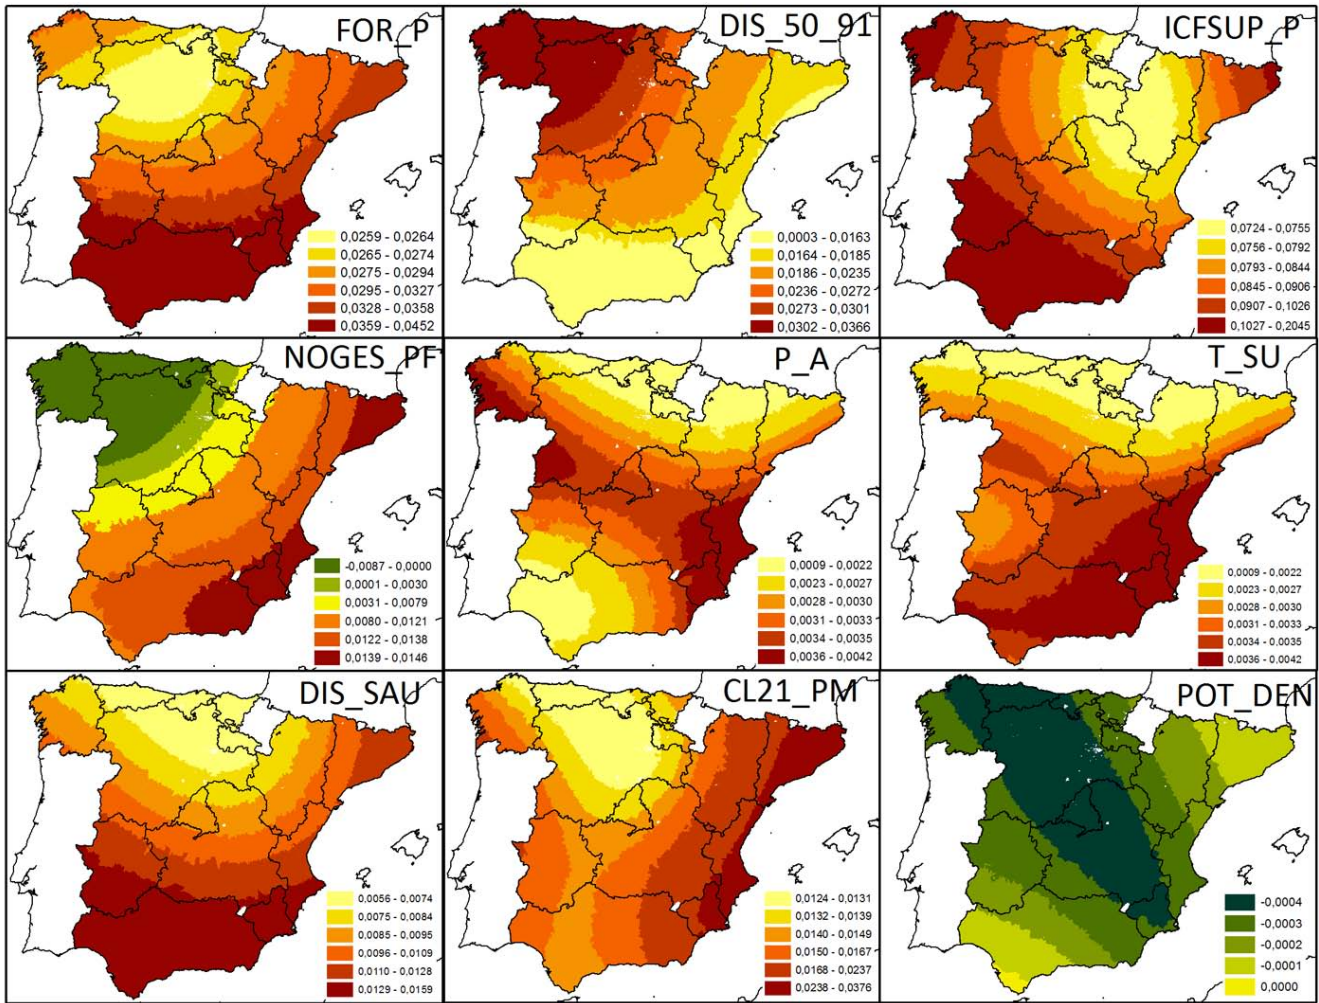 FOR_P
0,0259 - 0,0264
0,0265 - 0,0274
0,0275 - 0,0294
0,0295 - 0,0327
0,0328 - 0,0358
0,0359 - 0,0452
DIS_50_91
0,0003 - 0,0163
0,0164 - 0,0185
0,0186 - 0,0235
0,0236 - 0,0272
0,0273 - 0,0301
0,0302 - 0,0366
ICFSUP_P
0,0724 - 0,0755
0,0756 - 0,0792
0,0793 - 0,0844
0,0845 - 0,0906
0,0907 - 0,1026
0,1027 - 0,2045
NOGES_PF
-0,0087 - 0,0000
0,0001 - 0,0030
0,0031 - 0,0079
0,0080 - 0,0121
0,0122 - 0,0138
0,0139 - 0,0146
P_A
0,0009 - 0,0022
0,0023 - 0,0027
0,0028 - 0,0030
0,0031 - 0,0033
0,0034 - 0,0035
0,0036 - 0,0042
T_SU
0,0009 - 0,0022
0,0023 - 0,0027
0,0028 - 0,0030
0,0031 - 0,0033
0,0034 - 0,0035
0,0036 - 0,0042
DIS_SAU
0,0056 - 0,0074
0,0075 - 0,0084
0,0085 - 0,0095
0,0096 - 0,0109
0,0110 - 0,0128
0,0129 - 0,0159
CL21_PM
0,0124 - 0,0131
0,0132 - 0,0139
0,0140 - 0,0149
0,0150 - 0,0167
0,0168 - 0,0237
0,0238 - 0,0376
POT_DEN
-0,0004
-0,0003
-0,0002
-0,0001
0,0000